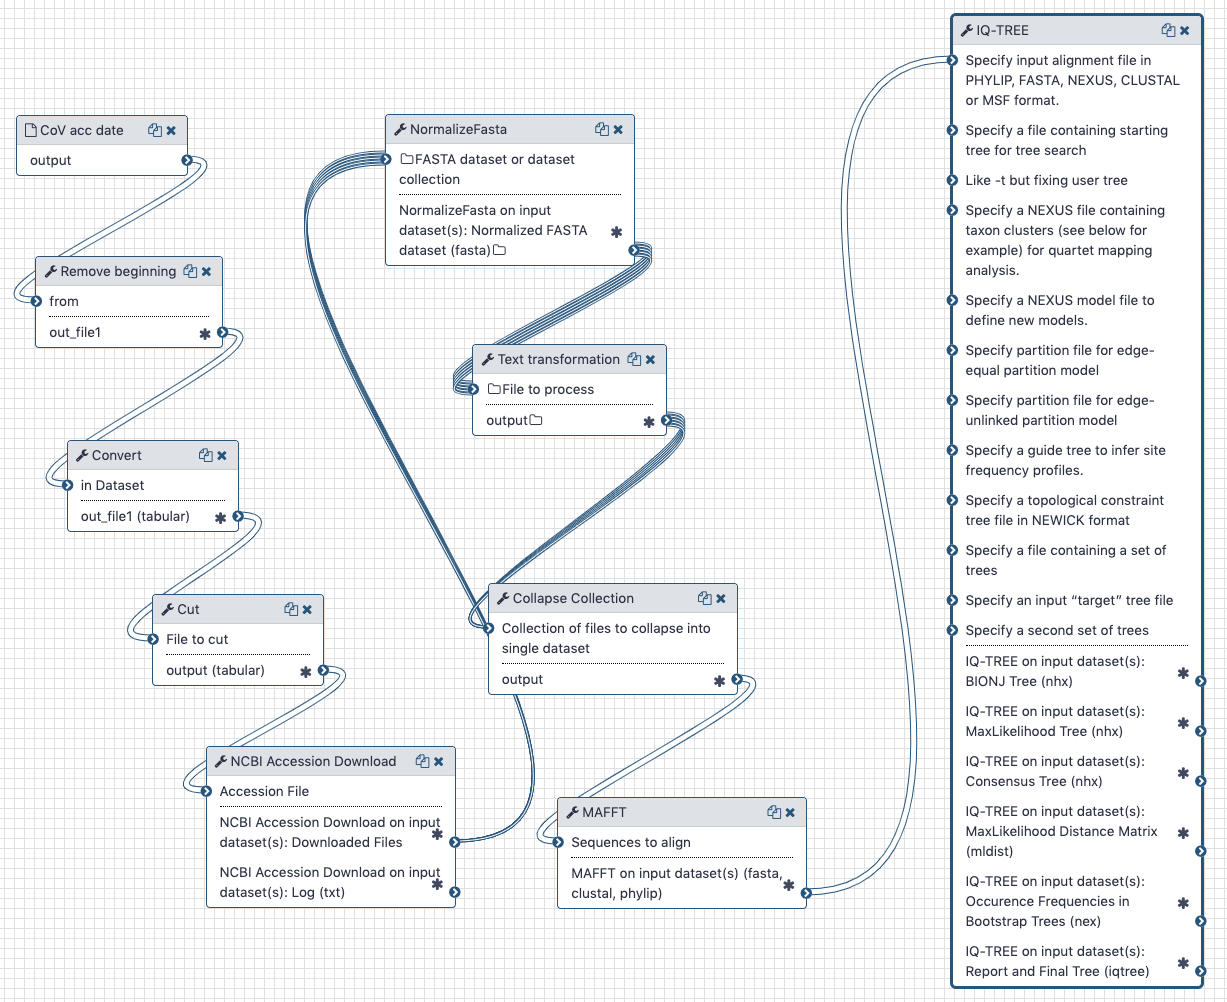 CoV acc date
output
Remove beginning
from
out_file1
Convert
in Dataset
out_file1 (tabular)
Cut
File to cut
output (tabular)
NCBI Accession Download
Accession File
NCBI Accession Download on input
dataset(s): Downloaded Files
NCBI Accession Download on input
dataset(s): Log (txt)
NormalizeFasta
FASTA dataset or dataset
collection
NormalizeFasta on input
dataset(s): Normalized FASTA
dataset (fasta)
Text transformation
File to process
output
Collapse Collection
Collection of files to collapse into
single dataset
output
MAFFT
Sequences to align
MAFFT on input dataset(s) (fasta,
clustal, phylip)
IQ-TREE
Specify input alignment file in
PHYLIP, FASTA, NEXUS, CLUSTAL
or MSF format.
Specify a file containing starting
tree for tree search
Like -t but fixing user tree
Specify a NEXUS file containing
taxon clusters (see below for
example) for quartet mapping
analysis.
Specify a NEXUS model file to
define new models.
Specify partition file for edge-
equal partition model
Specify partition file for edge-
unlinked partition model
Specify a guide tree to infer site
frequency profiles.
Specify a topological constraint
tree file in NEWICK format
Specify a file containing a set of
trees
Specify an input “target” tree file
Specify a second set of trees
IQ-TREE on input dataset(s):
BIONJ Tree (nhx)
IQ-TREE on input dataset(s):
MaxLikelihood Tree (nhx)
IQ-TREE on input dataset(s):
Consensus Tree (nhx)
IQ-TREE on input dataset(s):
MaxLikelihood Distance Matrix
(mldist)
IQ-TREE on input dataset(s):
Occurence Frequencies in
Bootstrap Trees (nex)
IQ-TREE on input dataset(s):
Report and Final Tree (iqtree)